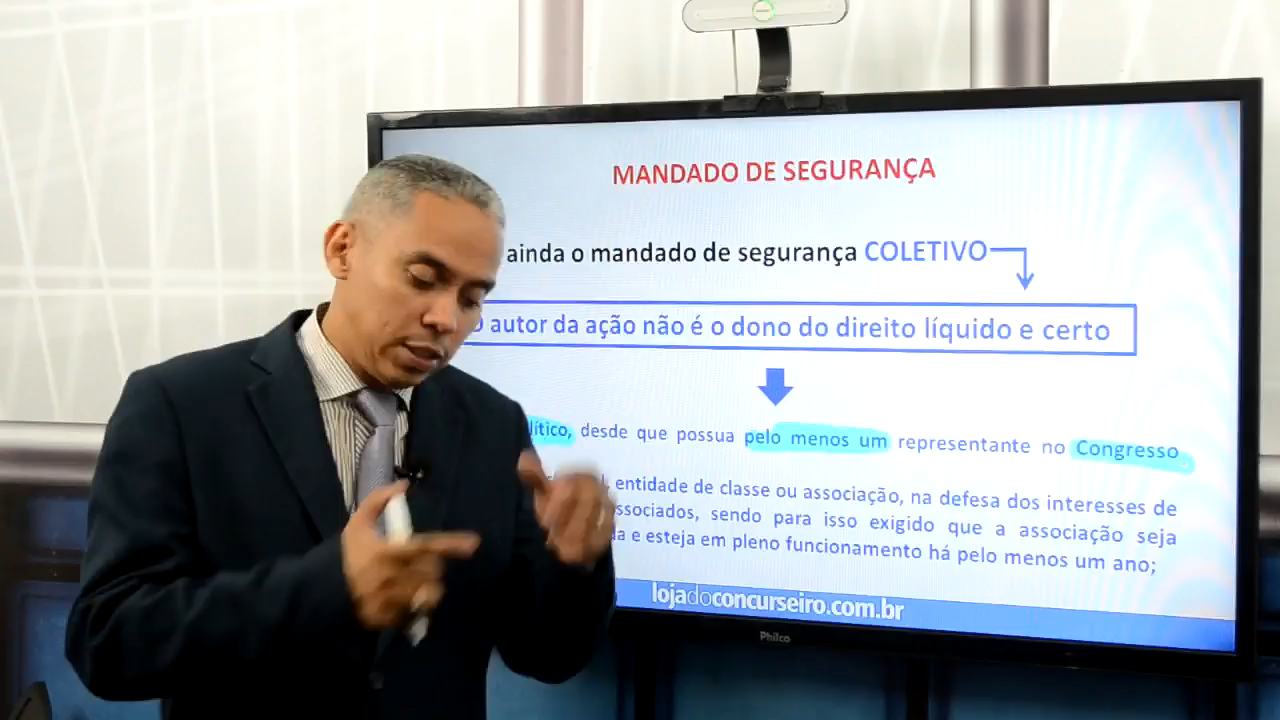 MANDADO DE SEGURANÇA
ainda o mandado de segurança COLETIVO
autor da ação não é o dono do direito líquido e certo
desde que possua pelo menos um representante no Congresso
entidade de classe ou associação, na defesa dos interesses de
sendo para isso exigido que a associação seja
e esteja em pleno funcionamento há pelo menos um ano;
lojadoconcurseiro.com.br
Philco